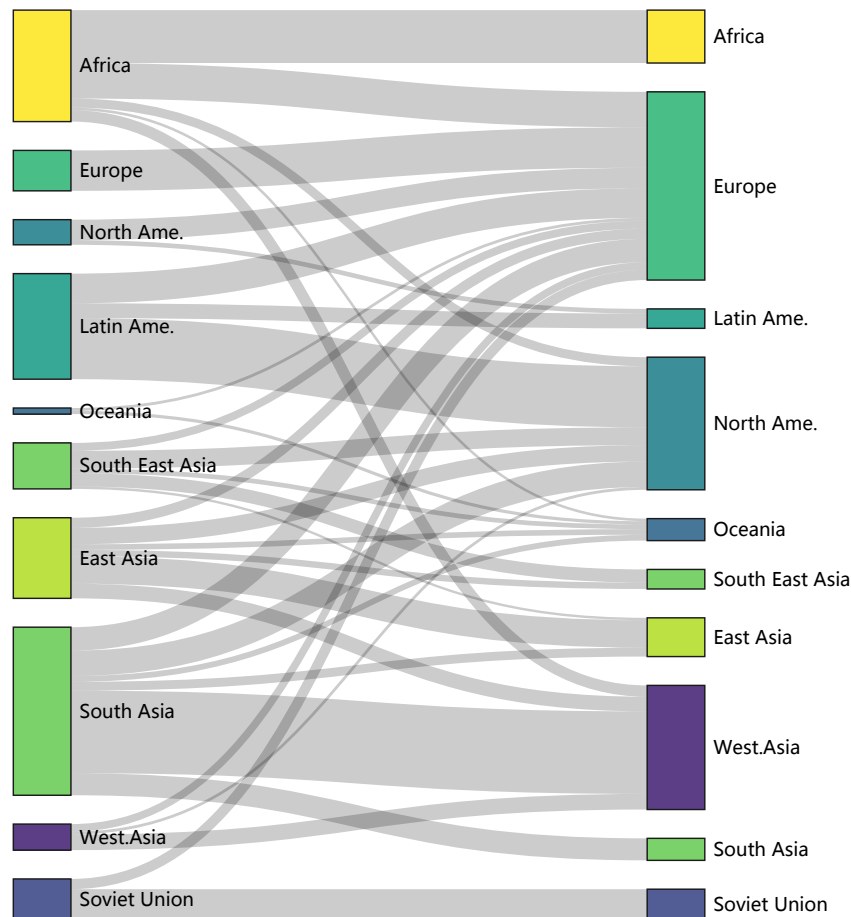 Africa
Europe
North Ame.
Latin Ame.
Oceania
South East Asia
East Asia
South Asia
West.Asia
Soviet Union
Africa
Europe
Latin Ame.
North Ame.
Oceania
South East Asia
East Asia
West.Asia
South Asia
Soviet Union